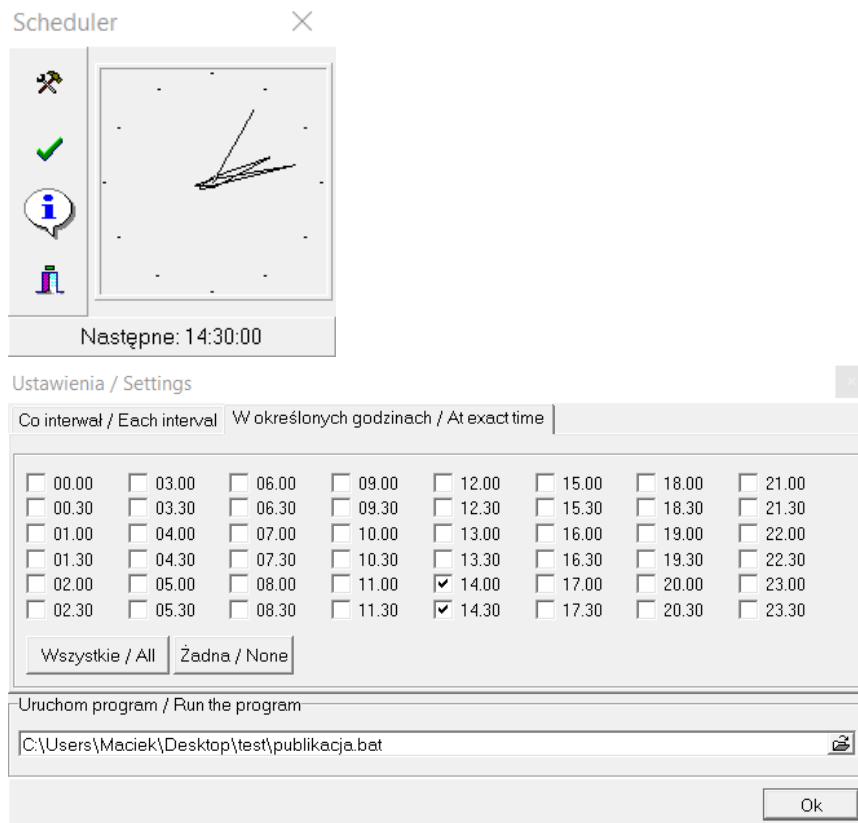 Scheduler
Następne: 14:30:00
Ustawienia / Settings
Co interwał / Each interval W określonych godzinach / At exact time
00.00 03.00 06.00 09.00 12.00 15.00 18.00 21.00
00.30 03.30 06.30 09.30 12.30 15.30 18.30 21.30
01.00 04.00 07.00 10.00 13.00 16.00 19.00 22.00
01.30 04.30 07.30 10.30 13.30 16.30 19.30 22.30
02.00 05.00 08.00 11.00 14.00 17.00 20.00 23.00
02.30 05.30 08.30 11.30 14.30 17.30 20.30 23.30
Wszystkie / All Żadna / None
Uruchom program / Run the program
C:\Users\Maciek\Desktop\test\publikacja.bat
Ok